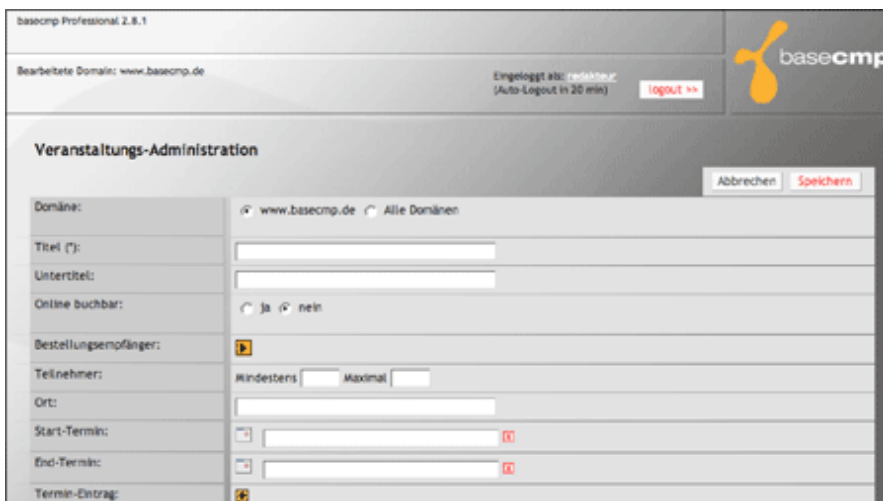 basecmp Professional 2.8.1
Bearbeitete Domain: www.basecmp.de
Eingeloggt als: redakteur
(Auto-Logout in 20 min)
logout >>
basecmp
Veranstaltungs-Administration
Abbrechen Speichern
Domäne: www.basecmp.de Alle Domänen
Titel (*):
Untertitel:
Online buchbar: ja nein
Bestellungsempfänger:
Teilnehmer: Mindestens Maximal
Ort:
Start-Termin:
End-Termin:
Termin-Eintrag: